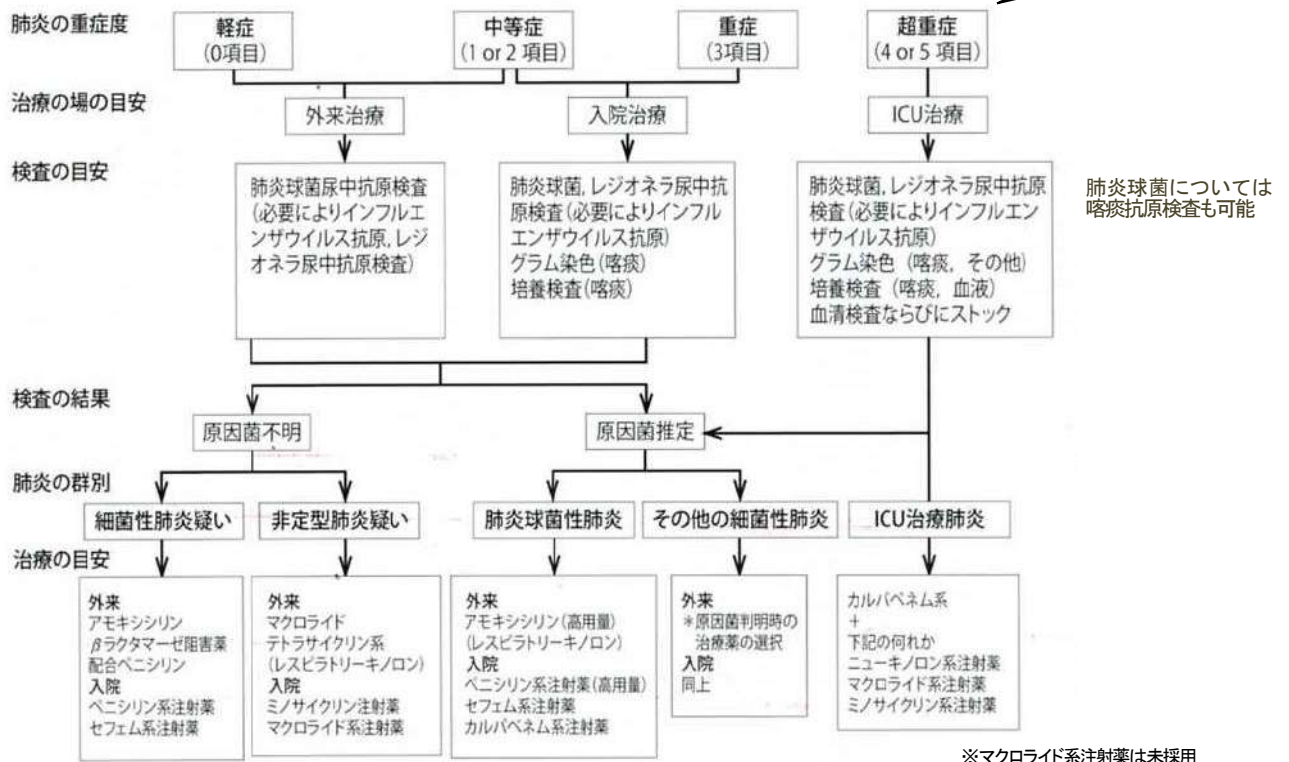 肺炎の重症度
軽症
(0項目)
中等症
(1 or 2 項目)
重症
(3項目)
超重症
(4 or 5 項目)
治療の場の目安
外来治療
入院治療
ICU治療
検査の目安
肺炎球菌尿中抗原検査
(必要によりインフルエ
ンザウイルス抗原, レジ
オネラ尿中抗原検査)
肺炎球菌, レジオネラ尿中抗
原検査(必要によりインフル
エンザウイルス抗原)
グラム染色(喀痰)
培養検査(喀痰)
肺炎球菌, レジオネラ尿中抗原
検査(必要によりインフルエン
ザウイルス抗原)
グラム染色 (喀痰, その他)
培養検査 (喀痰, 血液)
血清検査ならびにストック
肺炎球菌については
喀痰抗原検査も可能
検査の結果
原因菌不明
原因菌推定
肺炎の群別
細菌性肺炎疑い
非定型肺炎疑い
肺炎球菌性肺炎
その他の細菌性肺炎
ICU治療肺炎
治療の目安
外来
アモキシシリン
βラクタマーゼ阻害薬
配合ペニシリン
入院
ペニシリン系注射薬
セフェム系注射薬
外来
マクロライド
テトラサイクリン系
(レスピラトリーキノロン)
入院
ミノサイクリン注射薬
マクロライド系注射薬
外来
アモキシシリン(高用量)
(レスピラトリーキノロン)
入院
ペニシリン系注射薬(高用量)
セフェム系注射薬
カルバペネム系注射薬
外来
*原因菌判明時の
治療薬の選択
入院
同上
カルバペネム系
+
下記の何れか
ニューキノロン系注射薬
マクロライド系注射薬
ミノサイクリン系注射薬
※マクロライド系注射薬は未採用